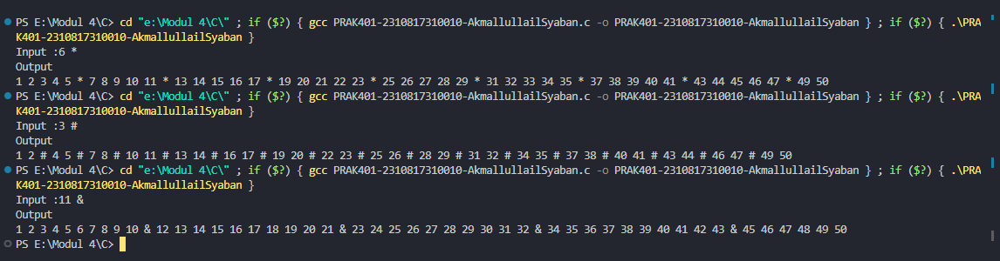 PS E:\Modul 4\C> cd "e:\Modul 4\C\" ; if ($?) { gcc PRAK401-2310817310010-AkmallullailSyaban.c -o PRAK401-2310817310010-AkmallullailSyaban } ; if ($?) { .\PRA
K401-2310817310010-AkmallullailSyaban }
Input :6 *
Output
1 2 3 4 5 * 7 8 9 10 11 * 13 14 15 16 17 * 19 20 21 22 23 * 25 26 27 28 29 * 31 32 33 34 35 * 37 38 39 40 41 * 43 44 45 46 47 * 49 50
PS E:\Modul 4\C> cd "e:\Modul 4\C\" ; if ($?) { gcc PRAK401-2310817310010-AkmallullailSyaban.c -o PRAK401-2310817310010-AkmallullailSyaban } ; if ($?) { .\PRA
K401-2310817310010-AkmallullailSyaban }
Input :3 #
Output
1 2 # 4 5 # 7 8 # 10 11 # 13 14 # 16 17 # 19 20 # 22 23 # 25 26 # 28 29 # 31 32 # 34 35 # 37 38 # 40 41 # 43 44 # 46 47 # 49 50
PS E:\Modul 4\C> cd "e:\Modul 4\C\" ; if ($?) { gcc PRAK401-2310817310010-AkmallullailSyaban.c -o PRAK401-2310817310010-AkmallullailSyaban } ; if ($?) { .\PRA
K401-2310817310010-AkmallullailSyaban }
Input :11 &
Output
1 2 3 4 5 6 7 8 9 10 & 12 13 14 15 16 17 18 19 20 21 & 23 24 25 26 27 28 29 30 31 32 & 34 35 36 37 38 39 40 41 42 43 & 45 46 47 48 49 50
PS E:\Modul 4\C>